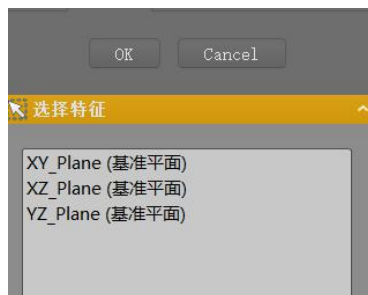 OK Cancel
选择特征
XY_Plane (基准平面)
XZ_Plane (基准平面)
YZ_Plane (基准平面)